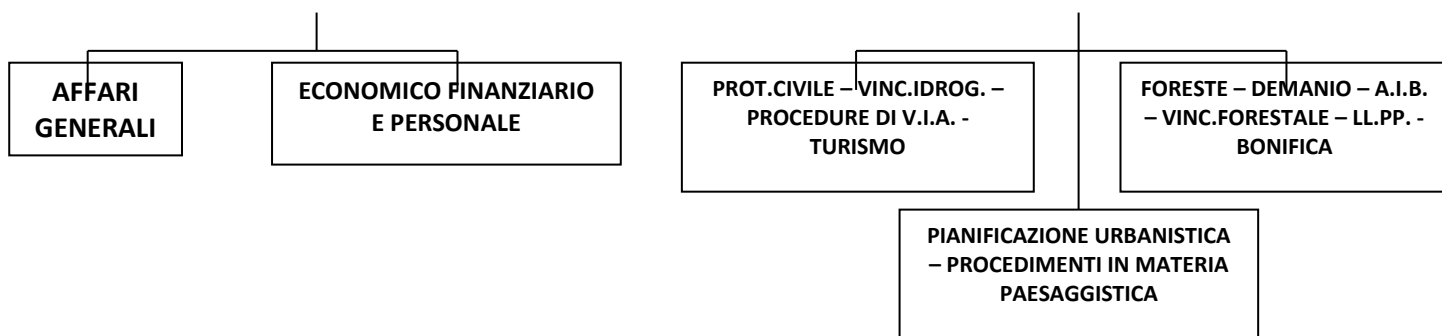 AFFARI
GENERALI
ECONOMICO FINANZIARIO
E PERSONALE
PROT.CIVILE – VINC.IDROG. –
PROCEDURE DI V.I.A. -
TURISMO
FORESTE – DEMANIO – A.I.B.
– VINC.FORESTALE – LL.PP. -
BONIFICA
PIANIFICAZIONE URBANISTICA
– PROCEDIMENTI IN MATERIA
PAESAGGISTICA